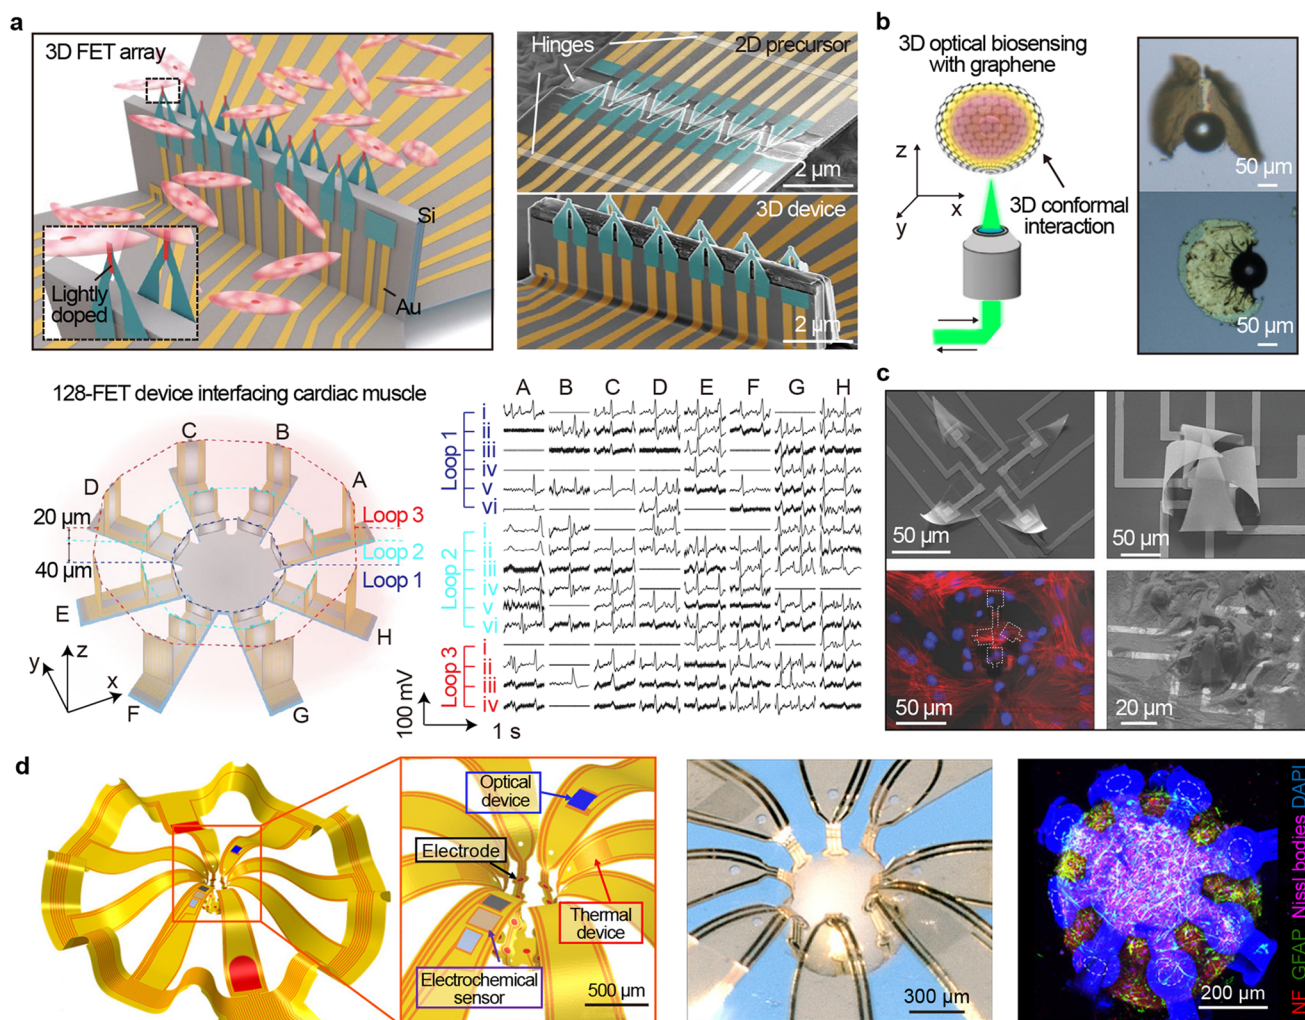 a
3D FET array
Si
Lightly
doped
Au
Hinges
2D precursor
2 µm
3D device
2 µm
b
3D optical biosensing
with graphene
z
x
y
3D conformal
interaction
50 µm
50 µm
128-FET device interfacing cardiac muscle
C
B
D
A
20 µm
Loop 3
Loop 2
40 µm
Loop 1
E
H
F
G
z
y
x
A B C D E F G H
Loop 1
i
ii
iii
iv
v
vi
Loop 2
i
ii
iii
iv
v
vi
Loop 3
i
ii
iii
iv
100 mV
1 s
c
50 µm
50 µm
50 µm
20 µm
d
Optical
device
Electrode
Thermal
device
Electrochemical
sensor
500 µm
300 µm
200 µm
NF GFAP Nissl bodies DAPI